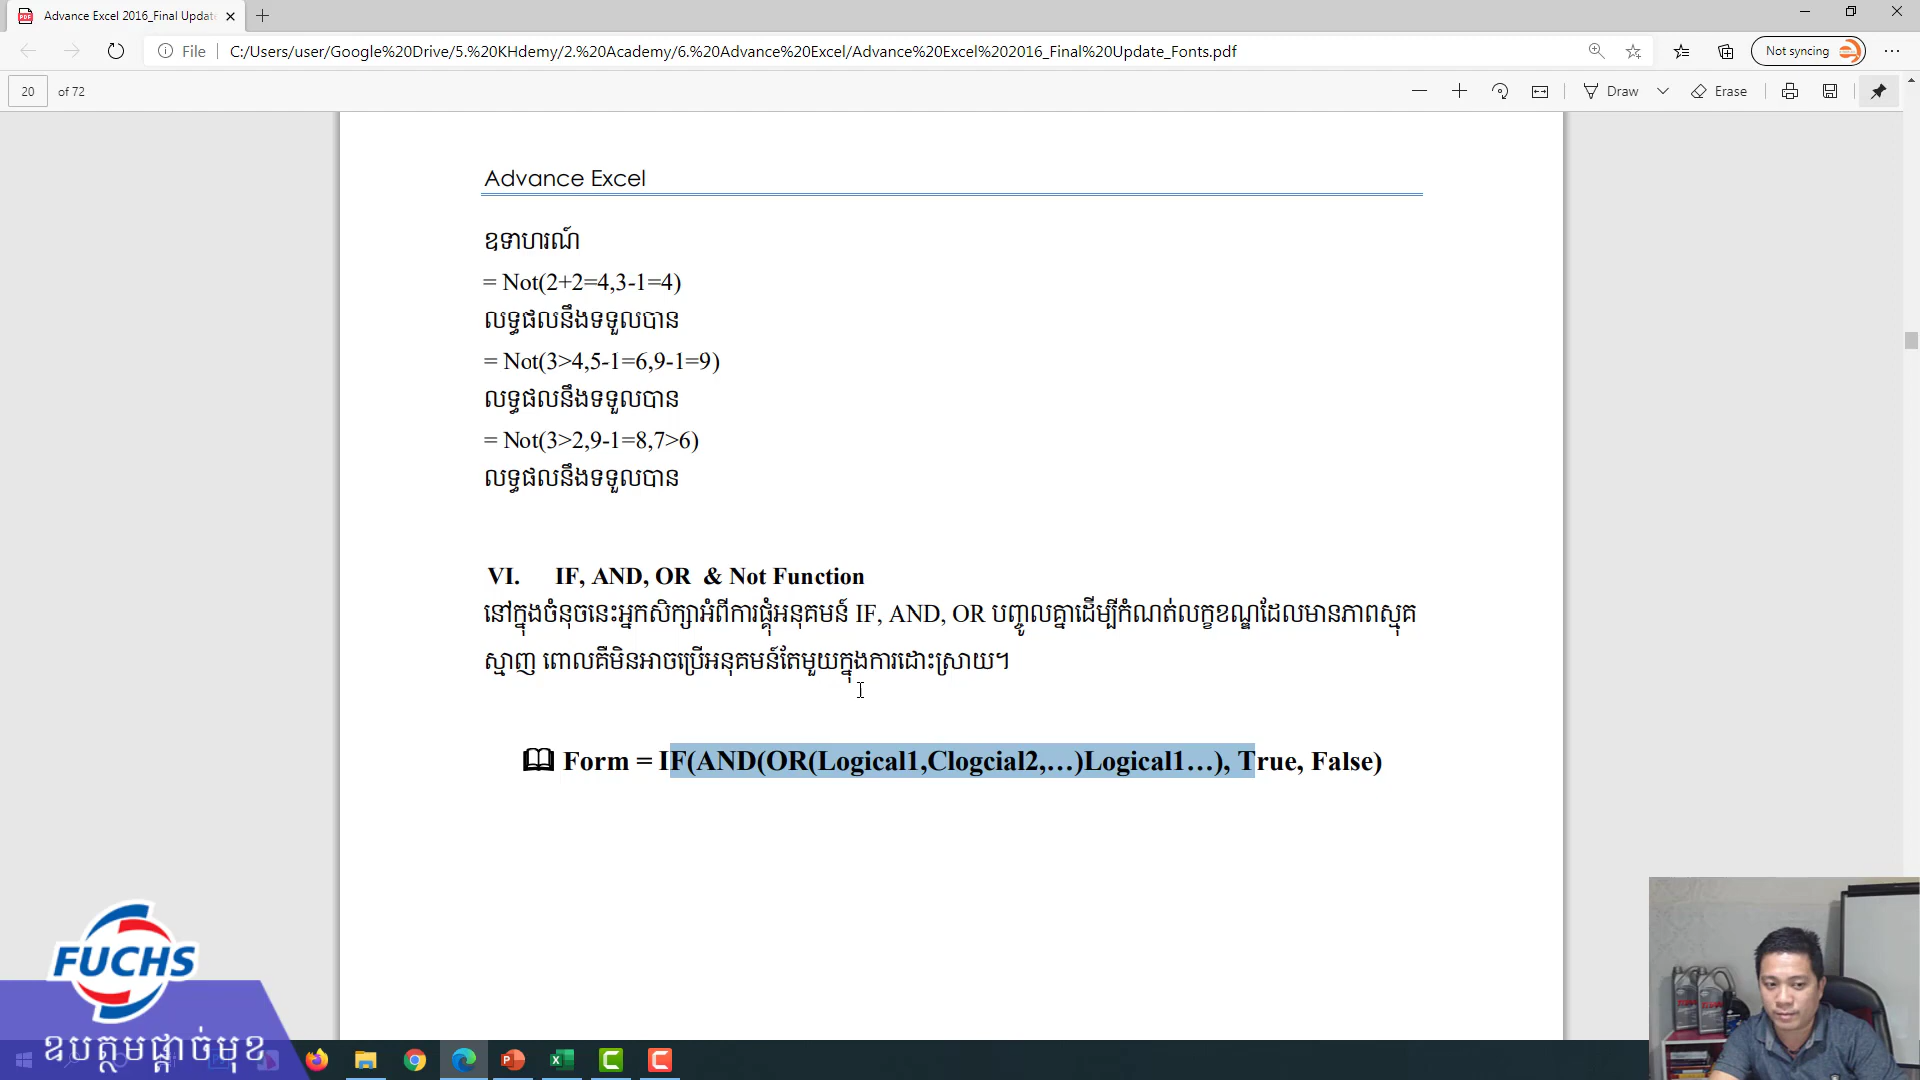 Advance Excel 2016_Final Updat
File
C:/Users/user/Google%20Drive/5.%20KHdemy/2.%20Academy/6.%20Advance%20Excel/Advance%20Excel%202016_Final%20Update_Fonts.pdf
Not syncing
20 of 72
Draw
Erase
Advance Excel
ឧទាហរណ៍
= Not(2+2=4,3-1=4)
លទ្ធផលនឹងទទួលបាន
= Not(3>4,5-1=6,9-1=9)
លទ្ធផលនឹងទទួលបាន
= Not(3>2,9-1=8,7>6)
លទ្ធផលនឹងទទួលបាន
VI. IF, AND, OR & Not Function
នៅក្នុងចំនុចនេះអ្នកសិក្សាអំពីការផ្គុំអនុគមន៍ IF, AND, OR បញ្ចូលគ្នាដើម្បីកំណត់លក្ខខណ្ឌដែលមានភាពស្មុគ
ស្មាញ ពោលគឺមិនអាចប្រើអនុគមន៍តែមួយក្នុងការដោះស្រាយ។
Form = IF(AND(OR(Logical1,Clogcial2,…)Logical1…), True, False)
FUCHS
ឧបត្ថម្ភផ្តាច់មុខ